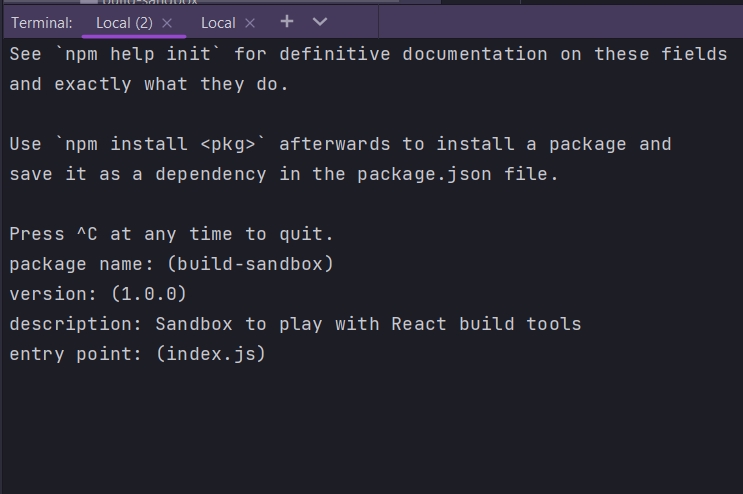 build-sandbox
Terminal: Local (2) × Local × +
See `npm help init` for definitive documentation on these fields
and exactly what they do.
Use `npm install <pkg>` afterwards to install a package and
save it as a dependency in the package.json file.
Press ^C at any time to quit.
package name: (build-sandbox)
version: (1.0.0)
description: Sandbox to play with React build tools
entry point: (index.js)